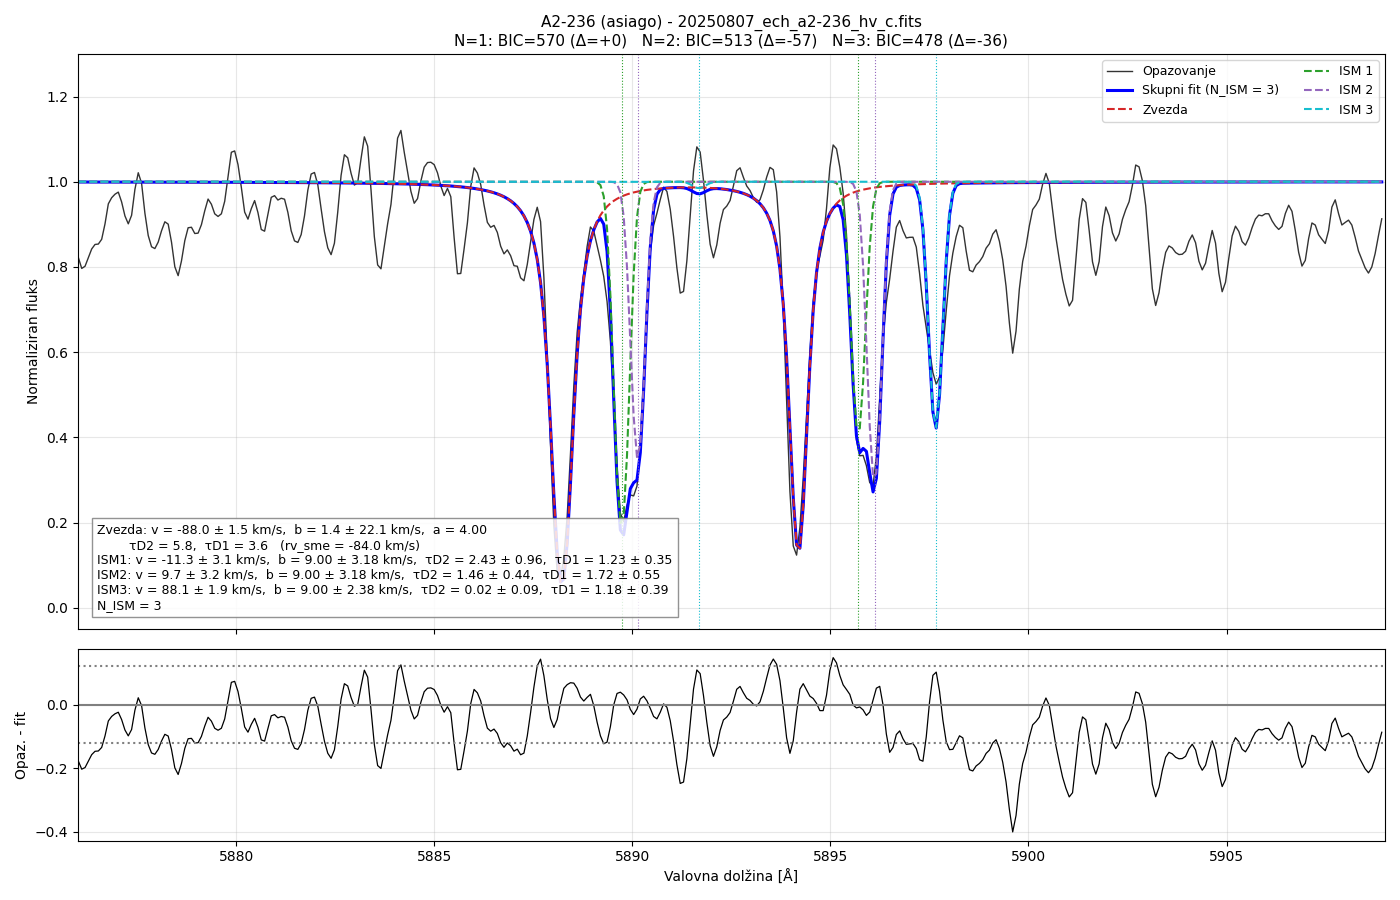 A2-236 (asiago) - 20250807_ech_a2-236_hv_c.fits
N=1: BIC=570 (Δ=+0)   N=2: BIC=513 (Δ=-57)   N=3: BIC=478 (Δ=-36)
Normaliziran fluks
1.2
1.0
0.8
0.6
0.4
0.2
0.0
Opazovanje
Skupni fit (N_ISM = 3)
Zvezda
ISM 1
ISM 2
ISM 3
Zvezda: v = -88.0 ± 1.5 km/s,  b = 1.4 ± 22.1 km/s,  a = 4.00
τD2 = 5.8,  τD1 = 3.6   (rv_sme = -84.0 km/s)
ISM1: v = -11.3 ± 3.1 km/s,  b = 9.00 ± 3.18 km/s,  τD2 = 2.43 ± 0.96,  τD1 = 1.23 ± 0.35
ISM2: v = 9.7 ± 3.2 km/s,  b = 9.00 ± 3.18 km/s,  τD2 = 1.46 ± 0.44,  τD1 = 1.72 ± 0.55
ISM3: v = 88.1 ± 1.9 km/s,  b = 9.00 ± 2.38 km/s,  τD2 = 0.02 ± 0.09,  τD1 = 1.18 ± 0.39
N_ISM = 3
Opaz. - fit
0.0
−0.2
−0.4
5880
5885
5890
5895
5900
5905
Valovna dolžina [Å]